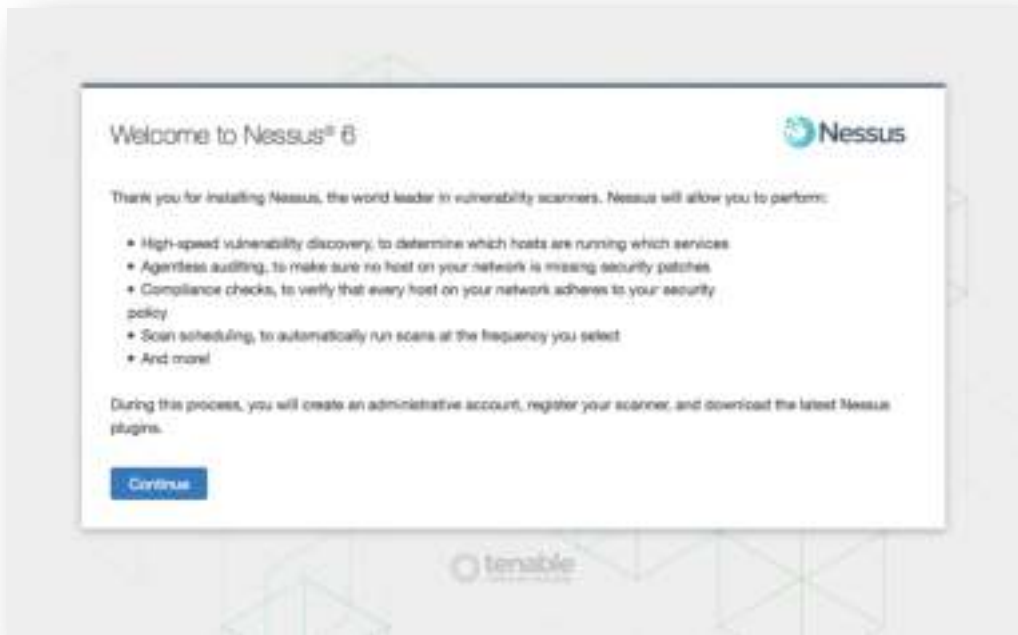 Welcome to Nessus® 6
Nessus
Thank you for installing Nessus, the world leader in vulnerability scanners. Nessus will allow you to perform:
• High-speed vulnerability discovery, to determine which hosts are running which services
• Agentless auditing, to make sure no host on your network is missing security patches
• Compliance checks, to verify that every host on your network adheres to your security
policy
• Scan scheduling, to automatically run scans at the frequency you select
• And more!
During this process, you will create an administrative account, register your scanner, and download the latest Nessus
plugins.
Continue
tenable